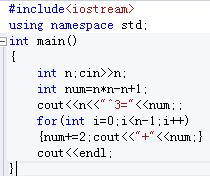 #include<iostream>
using namespace std;
int main()
{
int n;cin>>n;
int num=n*n-n+1;
cout<<n<<"^3="<<num;;
for(int i=0;i<n-1;i++)
{num+=2;cout<<"+"<<num;}
cout<<endl;
}